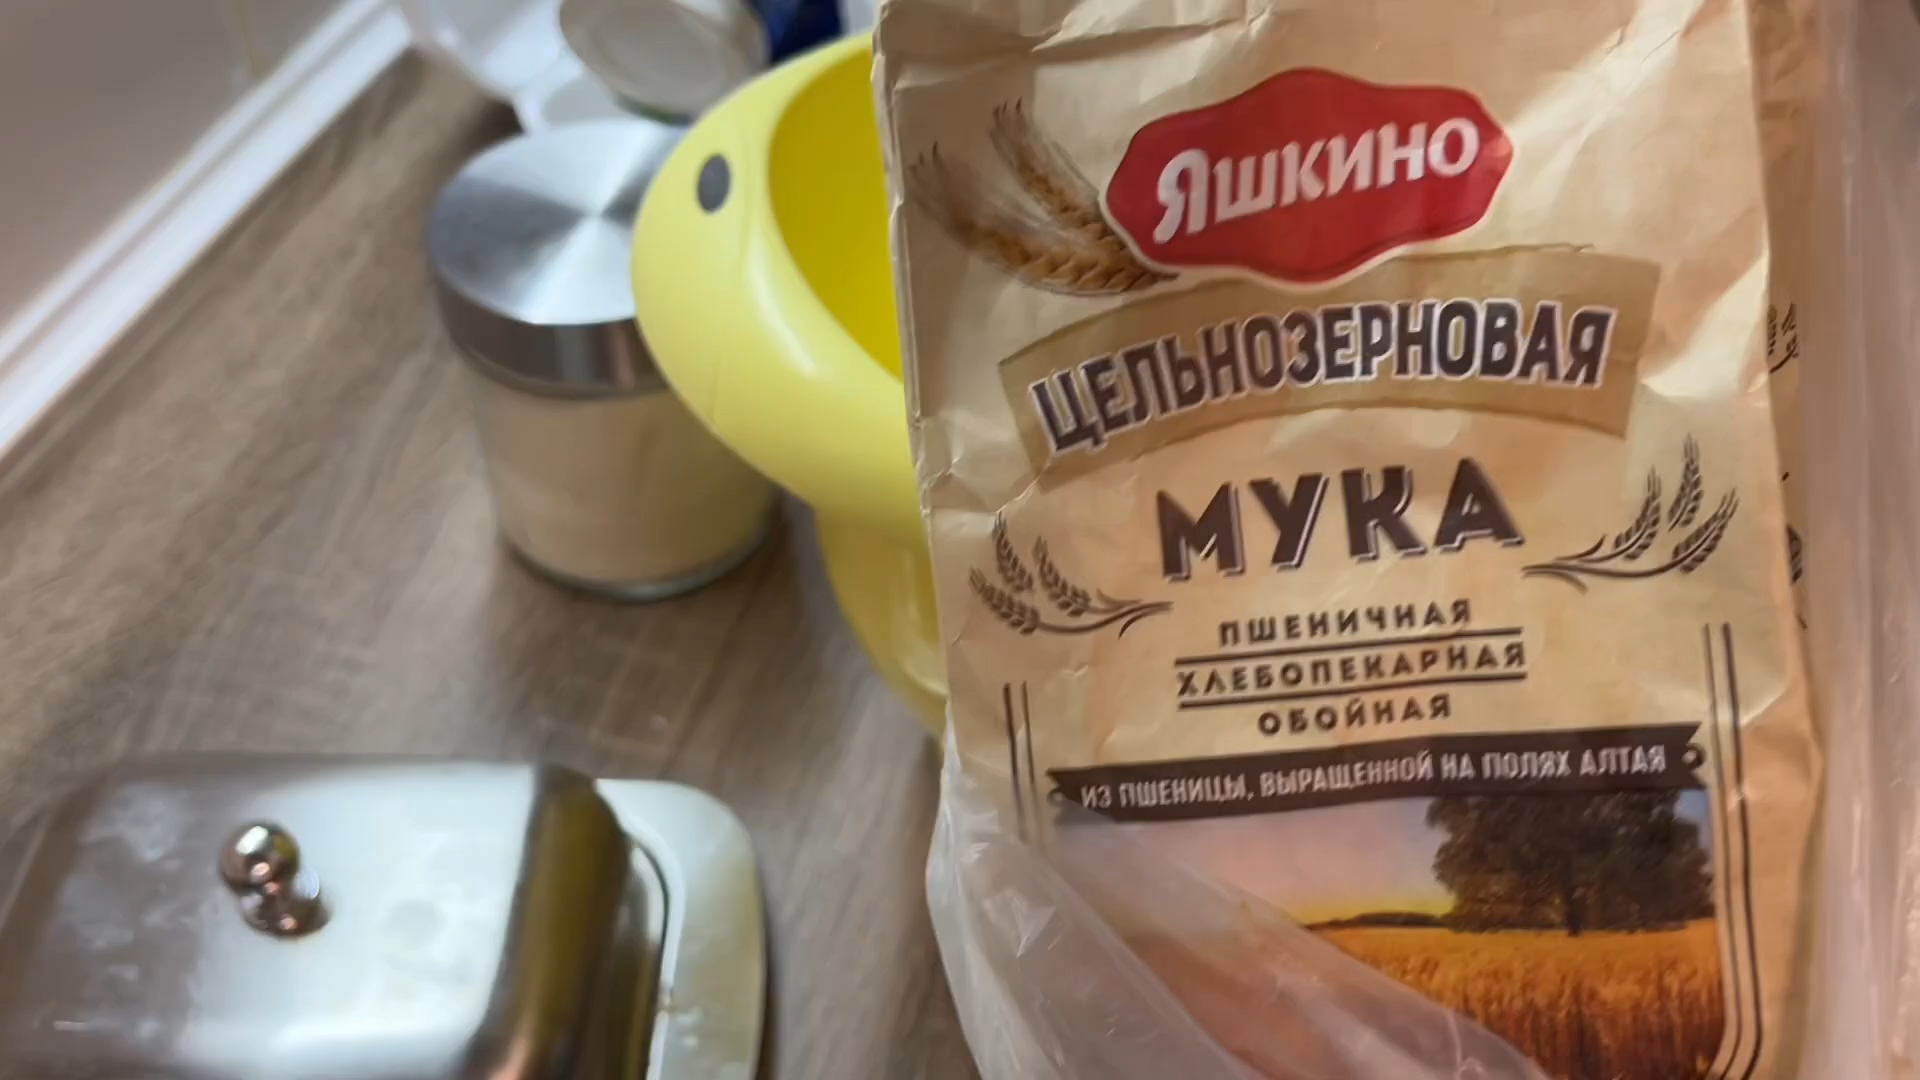 Яшкино
ЦЕЛЬНОЗЕРНОВАЯ
МУКА
ПШЕНИЧНАЯ
ХЛЕБОПЕКАРНАЯ
ОБОЙНАЯ
ИЗ ПШЕНИЦЫ, ВЫРАЩЕННОЙ НА ПОЛЯХ АЛТАЯ